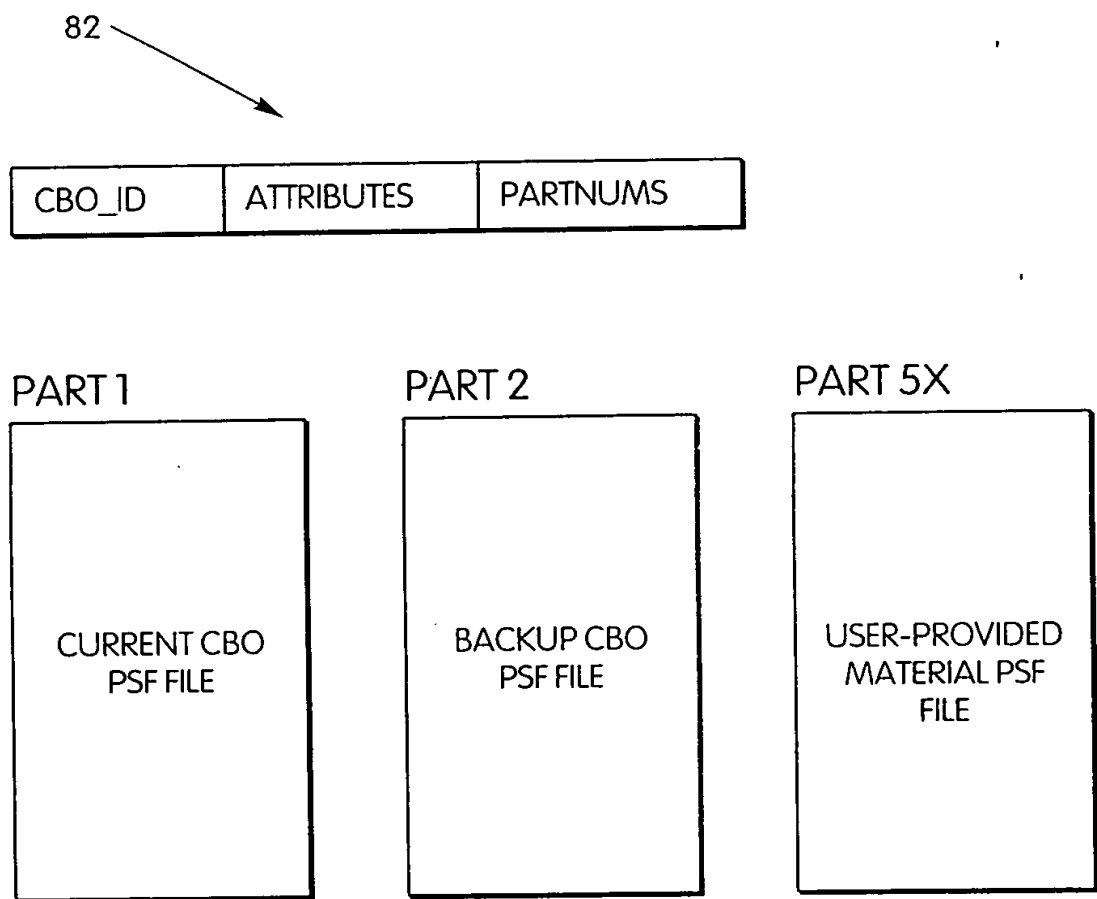 82
CBO_ID ATTRIBUTES PARTNUMS
PART 1 PART 2 PART 5X
CURRENT CBO
PSF FILE
BACKUP CBO
PSF FILE
USER-PROVIDED
MATERIAL PSF
FILE